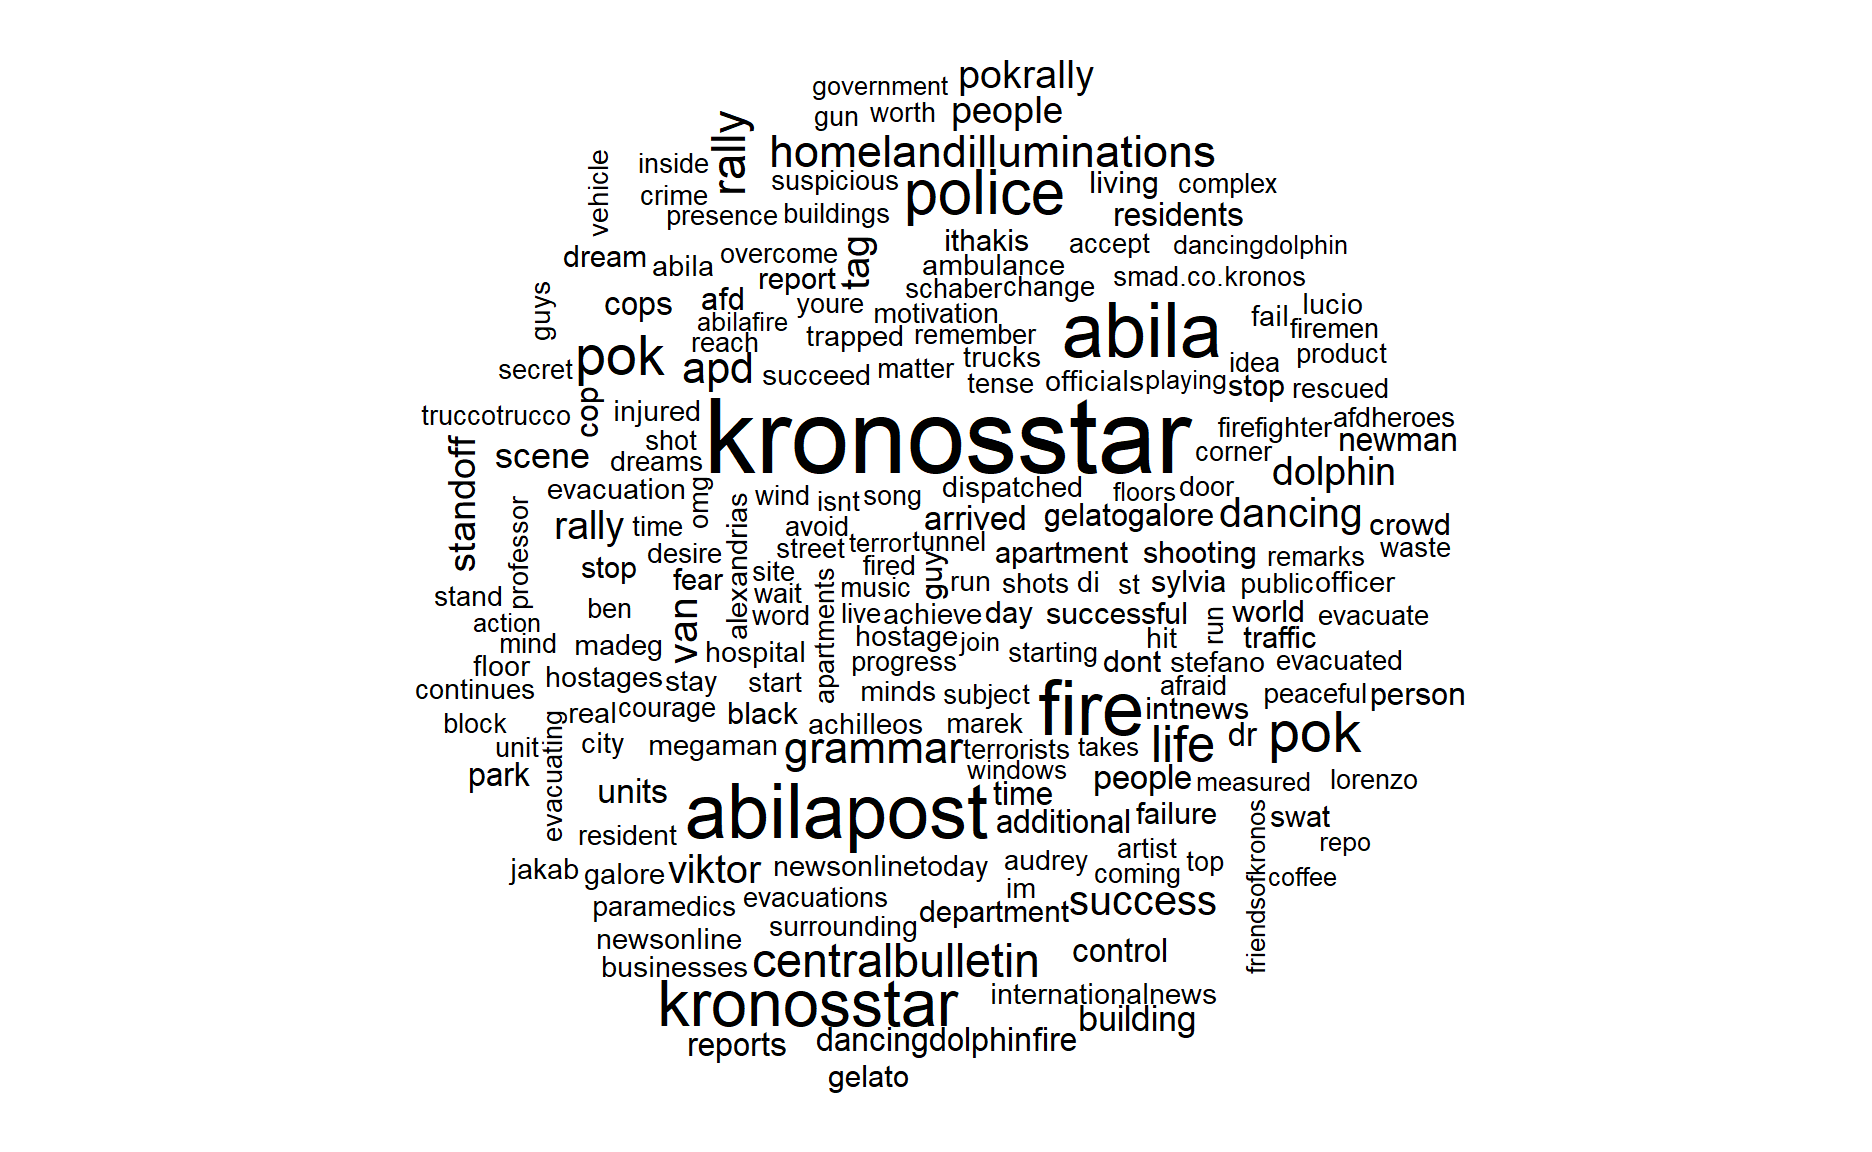 government pokrally
gun worth people
rally homelandilluminations
vehicle inside suspicious police living complex
crime presence buildings residents
tag ithakis accept dancingdolphin
dream abila overcome ambulance smad.co.kronos
report schaber change
guys cops afd youre motivation abila fail lucio
abilafire trapped remember firemen
reach trucks idea product
secret pok apd succeed matter tense officials playing stop rescued
truccotrucco cop injured kronosstar firefighter afdheroes
shot corner newman
standoff scene dreams dolphin
evacuation omg wind isnt song dispatched floors door
professor rally time alexandrias avoid arrived gelatogalore dancing crowd
desire street terror tunnel apartment shooting remarks waste
stop fear site fired guy run shots di st sylvia public officer
stand ben van wait apartments music
action word live achieve day successful run world evacuate
mind madeg hospital hostage join hit traffic
floor progress starting dont stefano evacuated
continues hostages stay start minds subject fire afraid peaceful person
block evacuating real courage black achilleos marek intnews
unit city megaman grammar terrorists takes life dr pok
park windows people measured lorenzo
units abilapost time
resident additional failure friendsofkronos swat
repo
jakab galore viktor newsonlinetoday audrey artist top
coming coffee
paramedics evacuations im success
surrounding department
newsonline centralbulletin control
businesses
kronosstar internationalnews
building
reports dancingdolphinfire
gelato